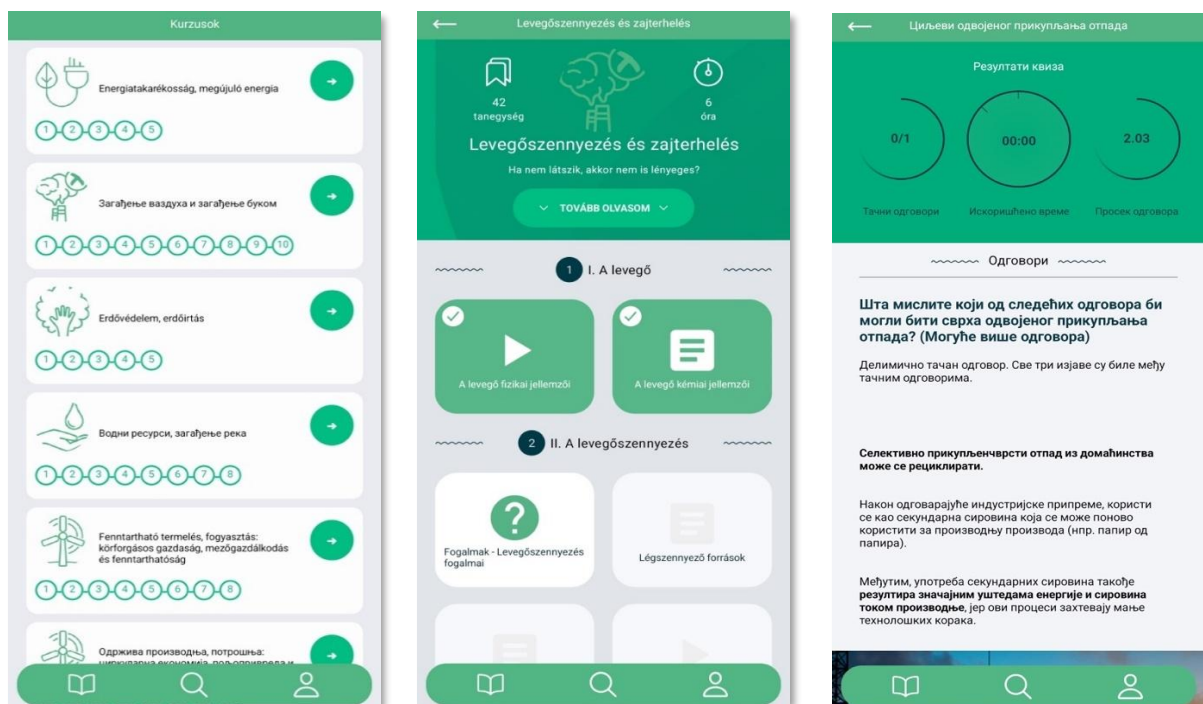 Kurzusok
Energiatakarékosság, megújuló energia
1 2 3 4 5
Загађење ваздуха и загађење буком
1 2 3 4 5 6 7 8 9 10
Erdővédelem, erdőirtás
1 2 3 4 5
Водни ресурси, загађење река
1 2 3 4 5 6 7 8
Fenntartható termelés, fogyasztás:
körforgásos gazdaság, mezőgazdálkodás
és fenntarthatóság
1 2 3 4 5 6 7 8
Одржива производња, потрошња:
циркуларна економија, пољопривреда и
Levegőszennyezés és zajterhelés
42
tanegység
6
óra
Levegőszennyezés és zajterhelés
Ha nem látszik, akkor nem is lényeges?
TOVÁBB OLVASOM
1 I. A levegő
A levegő fizikai jellemzői
A levegő kémiai jellemzői
2 II. A levegőszennyezés
Fogalmak - Levegőszennyezés
fogalmai
Légszennyező források
Циљеви одвојеног прикупљања отпада
Резултати квиза
0/1
00:00
2.03
Тачни одговори
Искоришћено време
Просек одговора
Одговори
Шта мислите који од следећих одговора би
могли бити сврха одвојеног прикупљања
отпада? (Могуће више одговора)
Делимично тачан одговор. Све три изјаве су биле међу
тачним одговорима.
Селективно прикупљенчврсти отпад из домаћинства
може се рециклирати.
Након одговарајуће индустријске припреме, користи
се као секундарна сировина која се може поново
користити за производњу производа (нпр. папир од
папира).
Међутим, употреба секундарних сировина такође
резултира значајним уштедама енергије и сировина
током производње, јер ови процеси захтевају мање
технолошких корака.